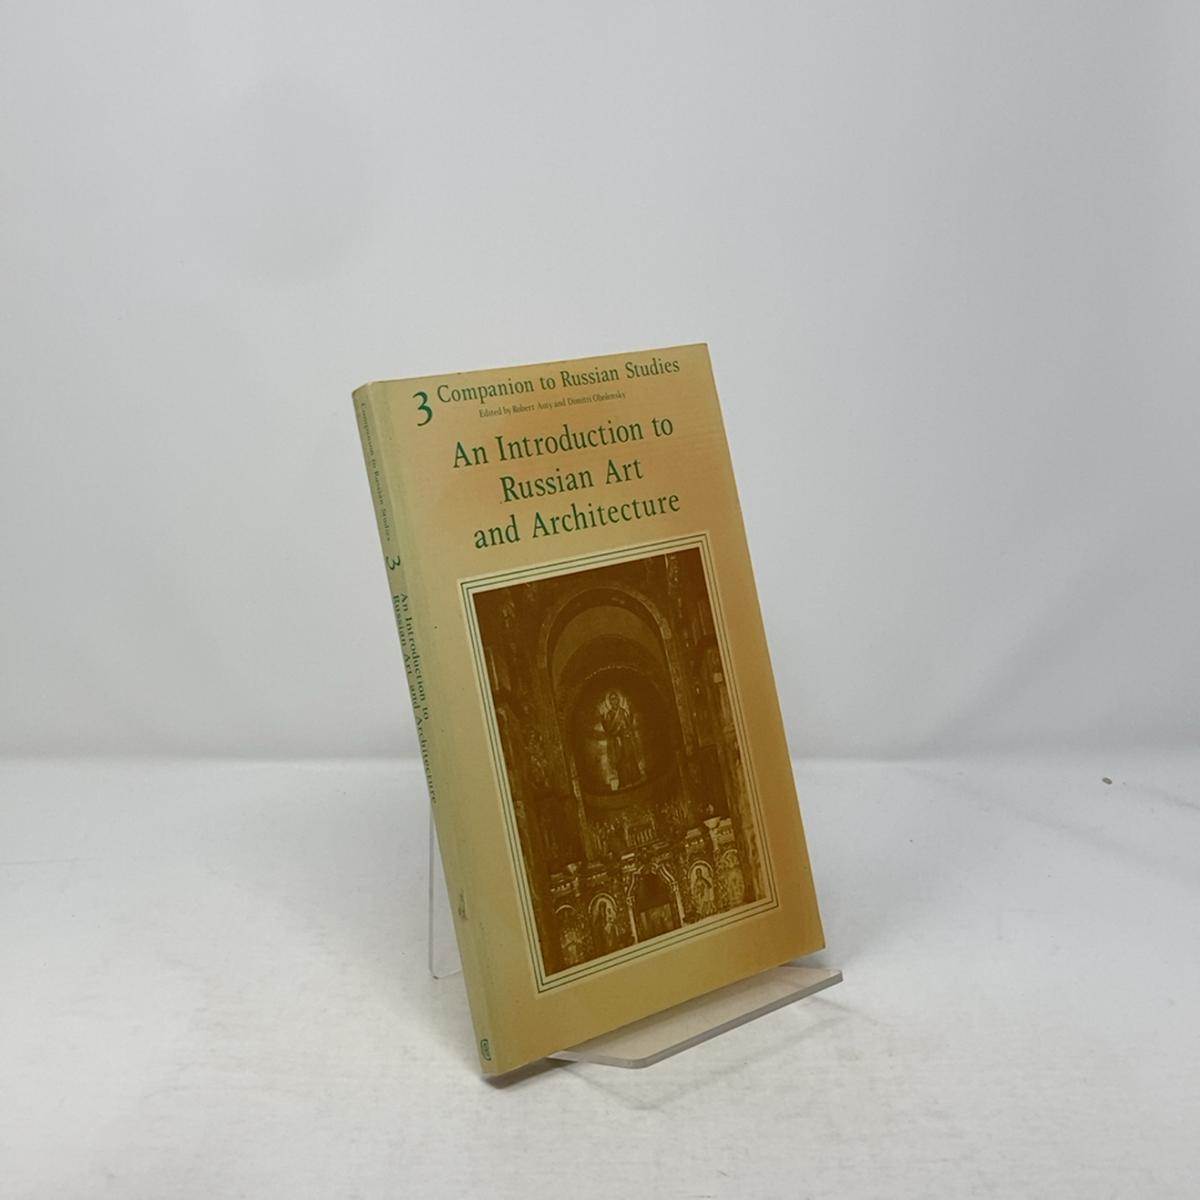 3 Companion to Russian Studies
Edited by Robert Auty and Dimitri Obolensky
An Introduction to
Russian Art
and Architecture
Companion to Russian Studies
3
An Introduction to
Russian Art and Architecture